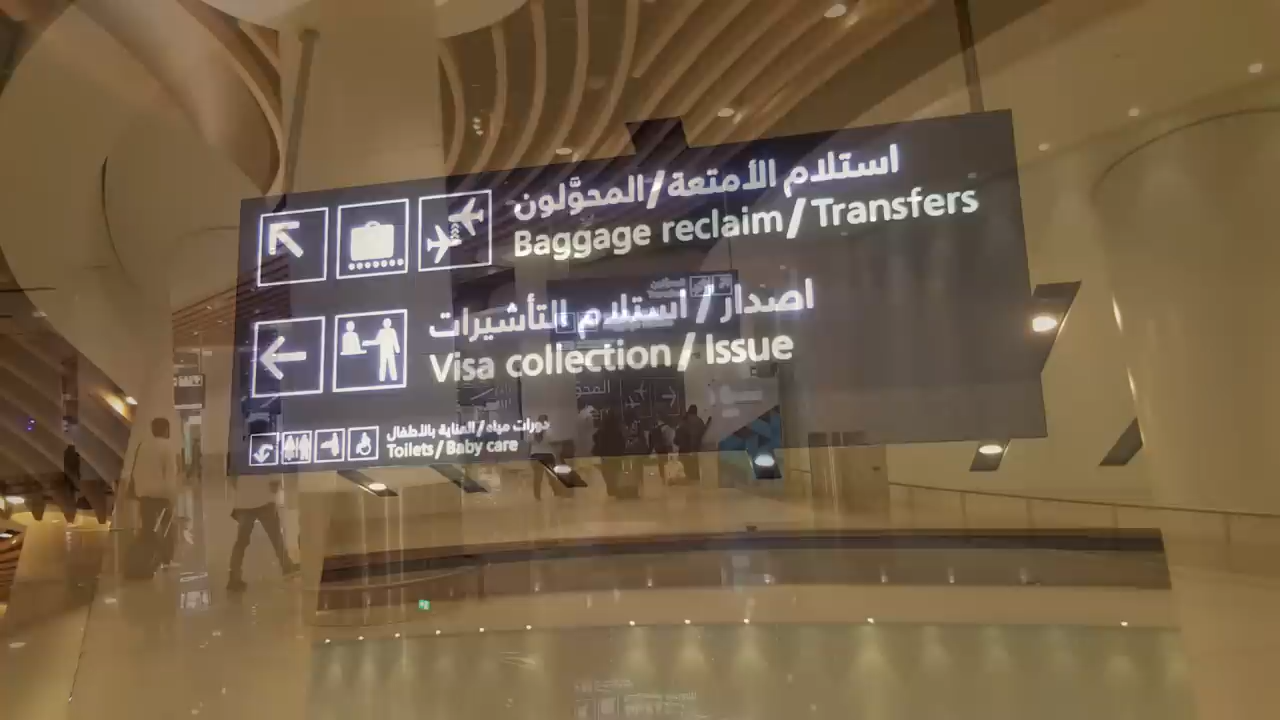 استلام الأمتعة/المحوَّلون
Baggage reclaim/Transfers
اصدار/استلام التأشيرات
Visa collection/Issue
دورات مياه/العناية بالأطفال
Toilets/Baby care